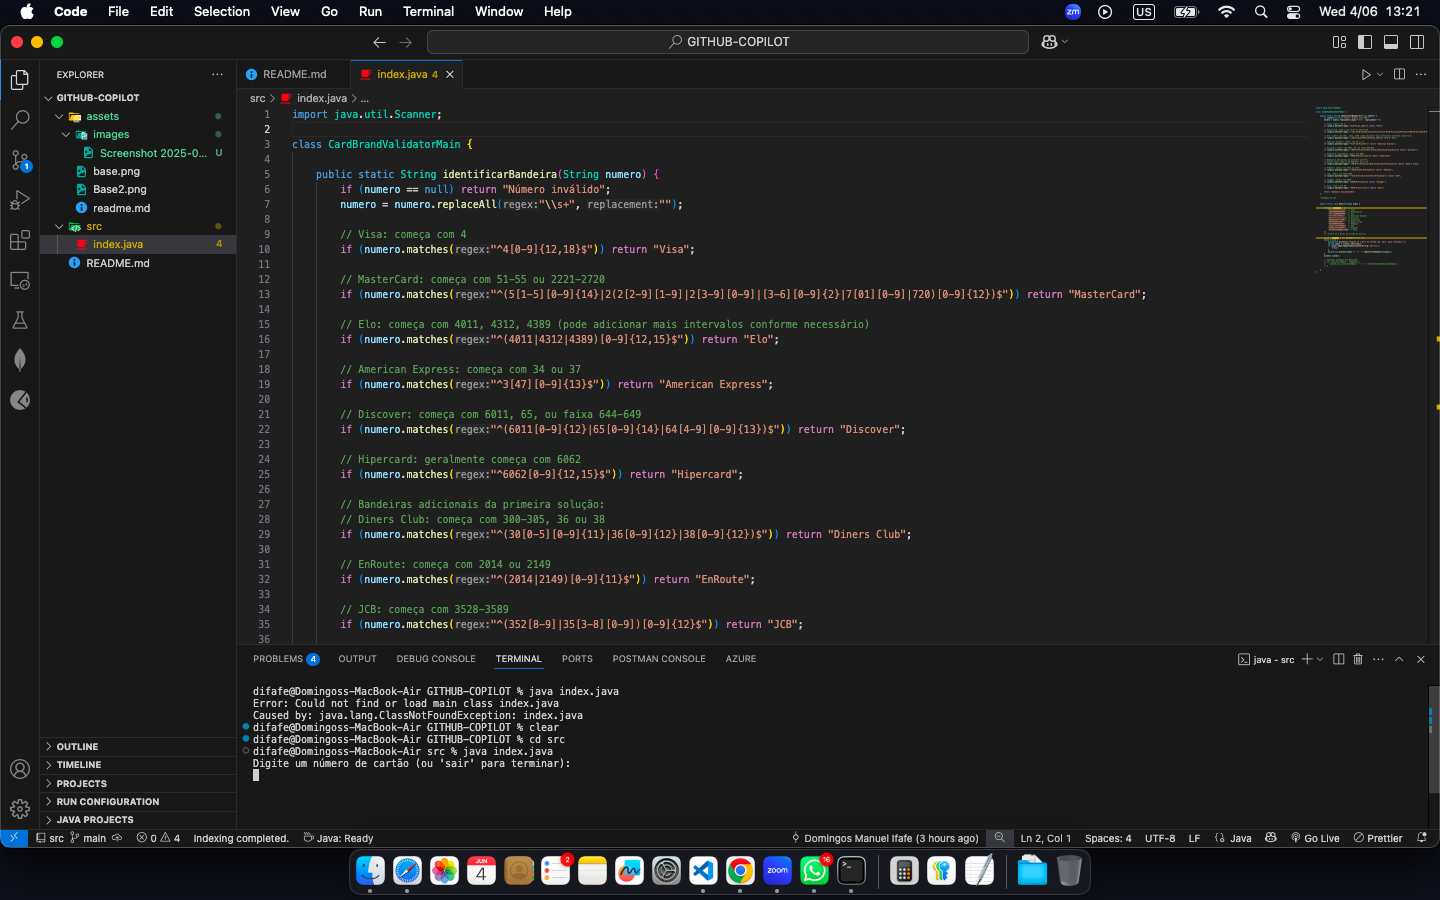 Code File Edit Selection View Go Run Terminal Window Help
zm US Wed 4/06 13:21
GITHUB-COPILOT
EXPLORER
GITHUB-COPILOT
assets
images
Screenshot 2025-0... U
base.png
Base2.png
readme.md
src
index.java 4
README.md
OUTLINE
TIMELINE
PROJECTS
RUN CONFIGURATION
JAVA PROJECTS
1
README.md index.java 4
src > index.java > ...
1 import java.util.Scanner;
2
3 class CardBrandValidatorMain {
4
5 public static String identificarBandeira(String numero) {
6 if (numero == null) return "Número inválido";
7 numero = numero.replaceAll(regex:"\\s+", replacement:"");
8
9 // Visa: começa com 4
10 if (numero.matches(regex:"^4[0-9]{12,18}$")) return "Visa";
11
12 // MasterCard: começa com 51-55 ou 2221-2720
13 if (numero.matches(regex:"^(5[1-5][0-9]{14}|2(2[2-9][1-9]|2[3-9][0-9]|[3-6][0-9]{2}|7[01][0-9]|720)[0-9]{12})$")) return "MasterCard";
14
15 // Elo: começa com 4011, 4312, 4389 (pode adicionar mais intervalos conforme necessário)
16 if (numero.matches(regex:"^(4011|4312|4389)[0-9]{12,15}$")) return "Elo";
17
18 // American Express: começa com 34 ou 37
19 if (numero.matches(regex:"^3[47][0-9]{13}$")) return "American Express";
20
21 // Discover: começa com 6011, 65, ou faixa 644-649
22 if (numero.matches(regex:"^(6011[0-9]{12}|65[0-9]{14}|64[4-9][0-9]{13})$")) return "Discover";
23
24 // Hipercard: geralmente começa com 6062
25 if (numero.matches(regex:"^6062[0-9]{12,15}$")) return "Hipercard";
26
27 // Bandeiras adicionais da primeira solução:
28 // Diners Club: começa com 300-305, 36 ou 38
29 if (numero.matches(regex:"^(30[0-5][0-9]{11}|36[0-9]{12}|38[0-9]{12})$")) return "Diners Club";
30
31 // EnRoute: começa com 2014 ou 2149
32 if (numero.matches(regex:"^(2014|2149)[0-9]{11}$")) return "EnRoute";
33
34 // JCB: começa com 3528-3589
35 if (numero.matches(regex:"^(352[8-9]|35[3-8][0-9])[0-9]{12}$")) return "JCB";
36
PROBLEMS 4 OUTPUT DEBUG CONSOLE TERMINAL PORTS POSTMAN CONSOLE AZURE
java - src
difafe@Domingoss-MacBook-Air GITHUB-COPILOT % java index.java
Error: Could not find or load main class index.java
Caused by: java.lang.ClassNotFoundException: index.java
difafe@Domingoss-MacBook-Air GITHUB-COPILOT % clear
difafe@Domingoss-MacBook-Air GITHUB-COPILOT % cd src
difafe@Domingoss-MacBook-Air src % java index.java
Digite um número de cartão (ou 'sair' para terminar):
src main 0 4 Indexing completed. Java: Ready
Domingos Manuel Ifafe (3 hours ago) Ln 2, Col 1 Spaces: 4 UTF-8 LF Java Go Live Prettier
JUN
4
2
zoom
16